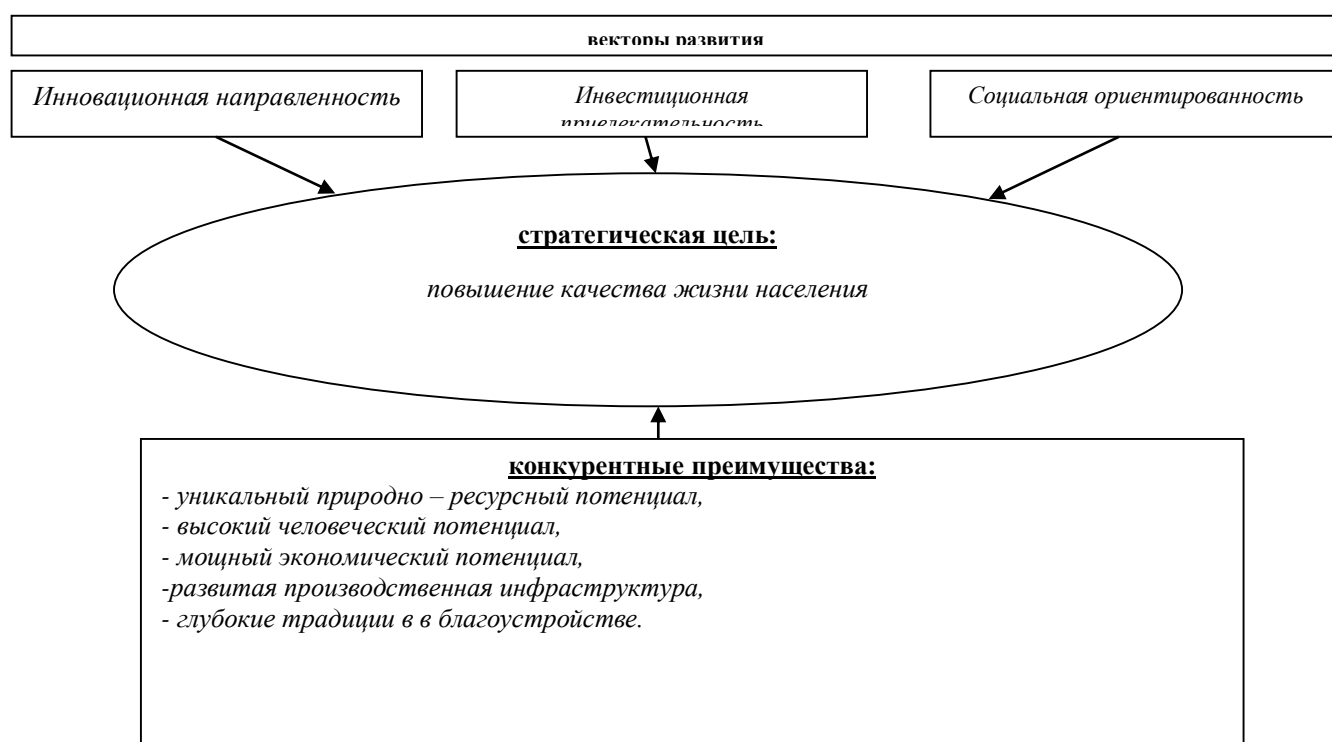 векторы развития
Инновационная направленность
Инвестиционная
привлекательность
Социальная ориентированность
стратегическая цель:
повышение качества жизни населения
конкурентные преимущества:
- уникальный природно – ресурсный потенциал,
- высокий человеческий потенциал,
- мощный экономический потенциал,
-развитая производственная инфраструктура,
- глубокие традиции в в благоустройстве.